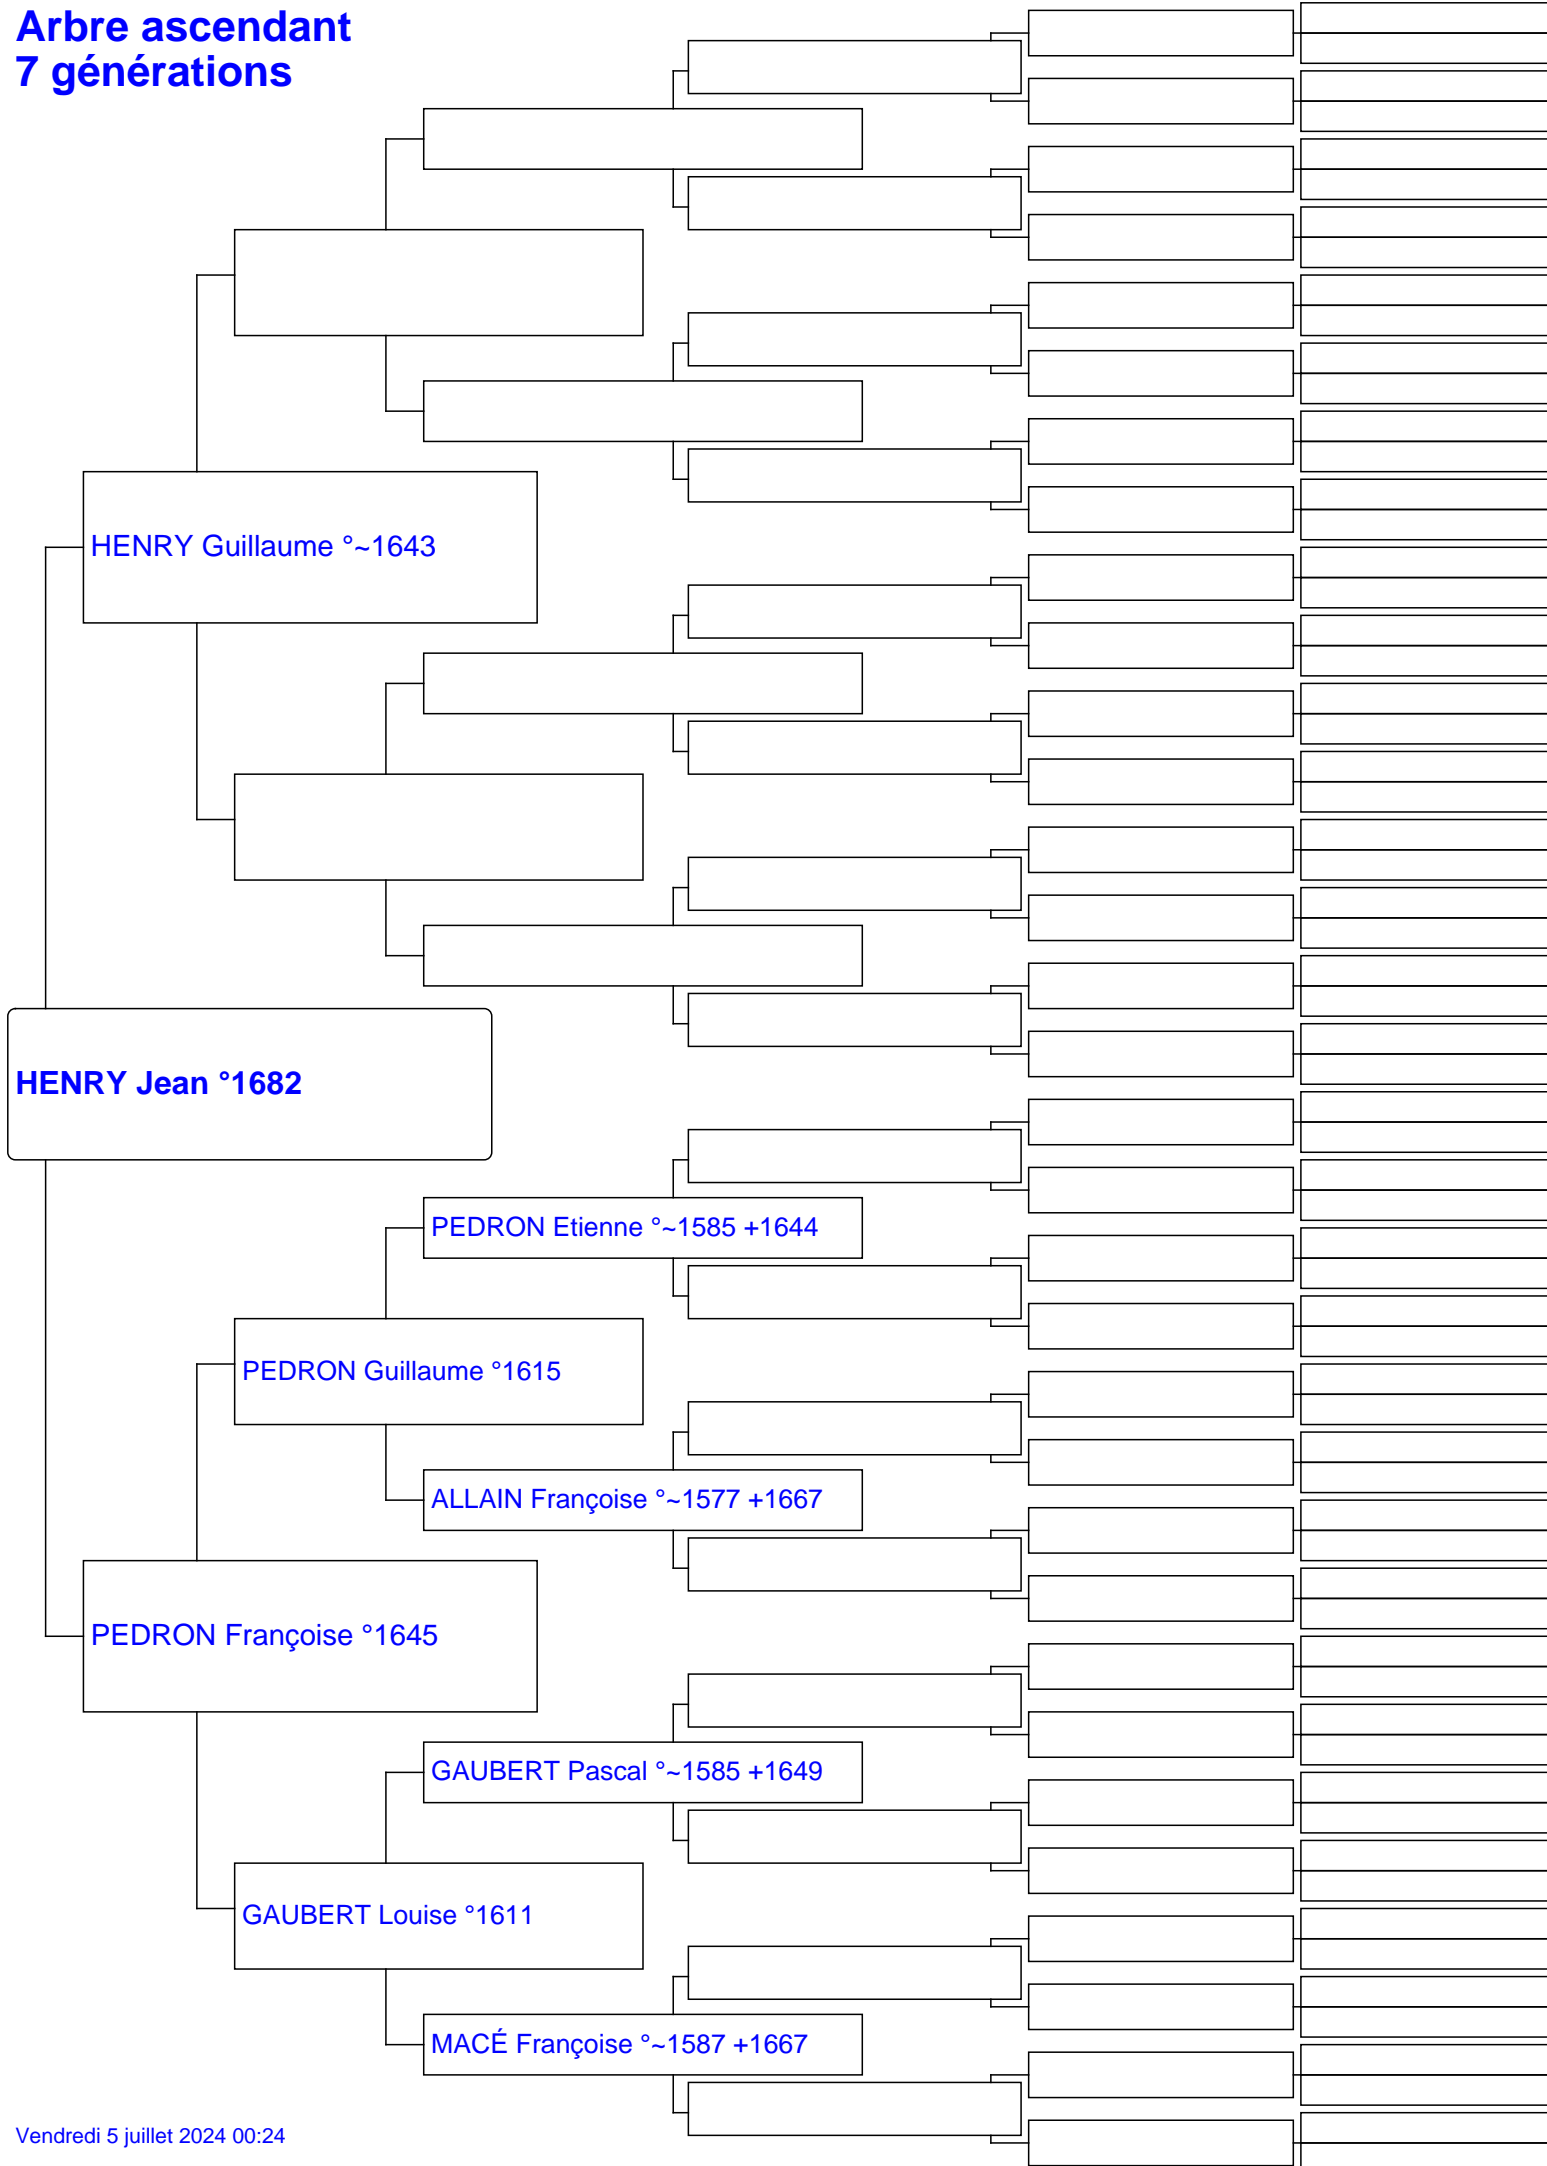 Arbre ascendant
7 générations
HENRY Guillaume °~1643
HENRY Jean °1682
PEDRON Etienne °~1585 +1644
PEDRON Guillaume °1615
ALLAIN Françoise °~1577 +1667
PEDRON Françoise °1645
GAUBERT Pascal °~1585 +1649
GAUBERT Louise °1611
MACÉ Françoise °~1587 +1667
Vendredi 5 juillet 2024 00:24